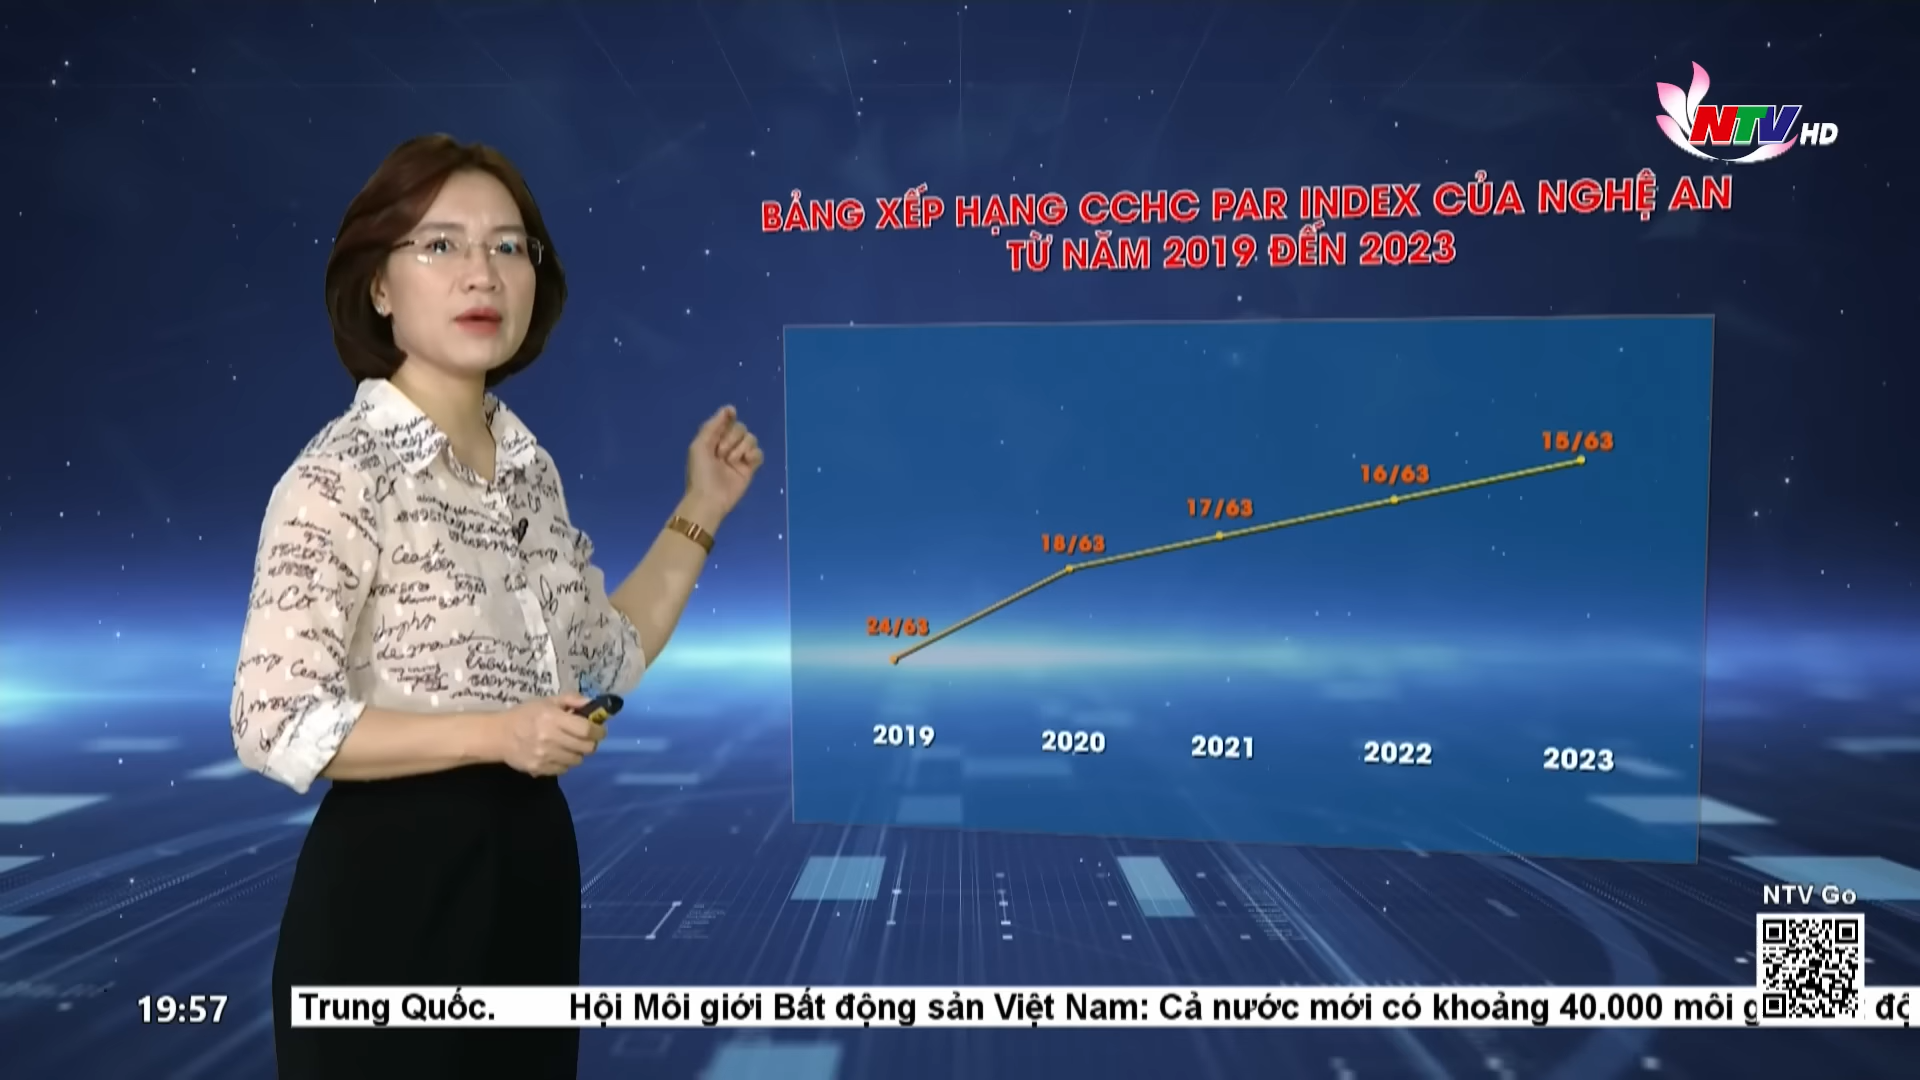 NTV HD
BẢNG XẾP HẠNG CCHC PAR INDEX CỦA NGHỆ AN
TỪ NĂM 2019 ĐẾN 2023
15/63
16/63
17/63
18/63
24/63
2019
2020
2021
2022
2023
NTV Go
19:57
Trung Quốc. Hội Môi giới Bất động sản Việt Nam: Cả nước mới có khoảng 40.000 môi